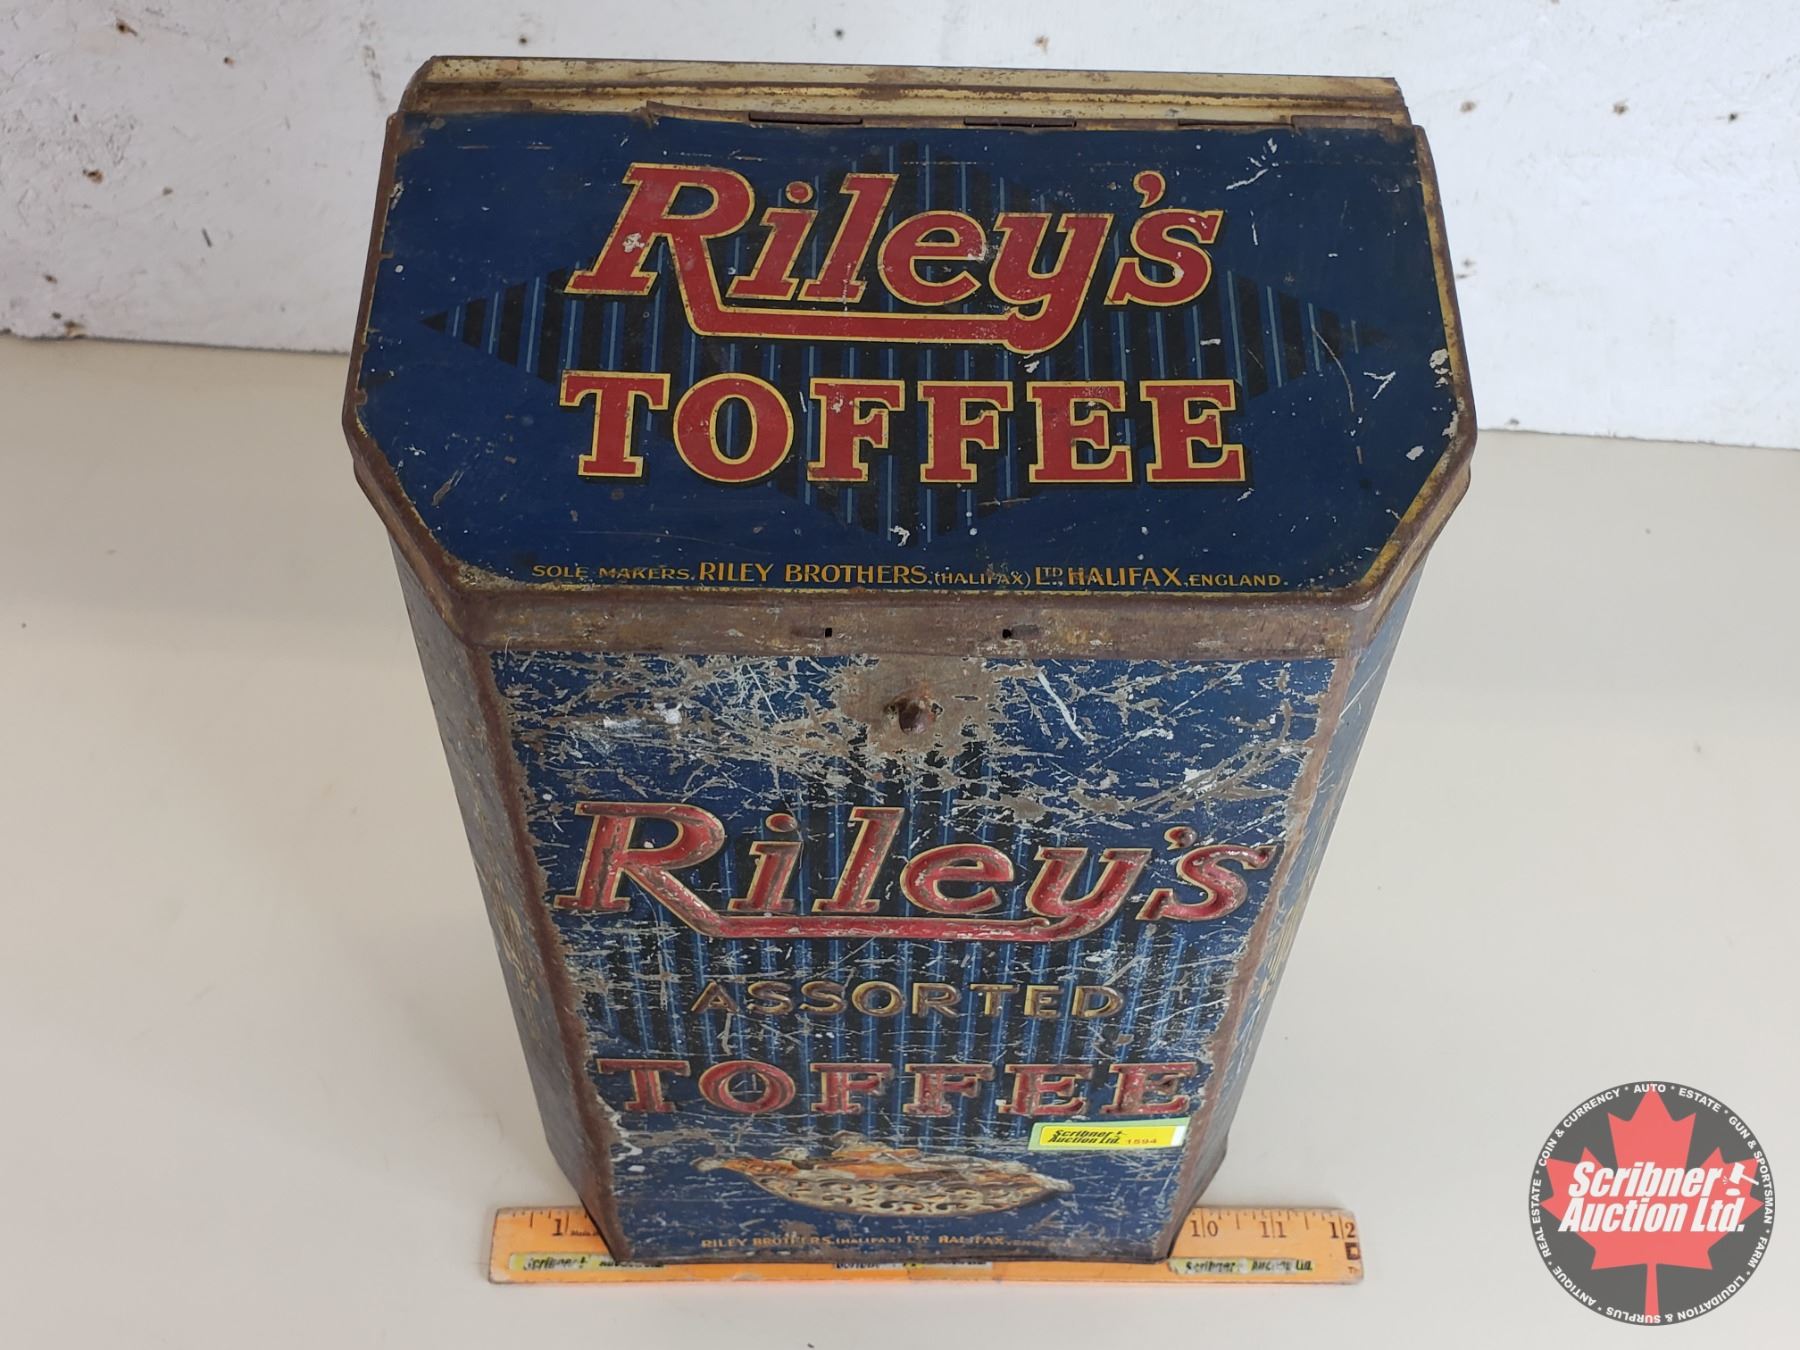 Riley's
TOFFEE
SOLE MAKERS. RILEY BROTHERS, (HALIFAX) LTD. HALIFAX, ENGLAND.
Riley's
ASSORTED
TOFFEE
Scribner
Auction Ltd. 1594
RILEY BROTHERS (HALIFAX) LTD HALIFAX,
1 10 11 12
Scribner Auction Ltd.
COIN & CURRENCY * AUTO * ESTATE * GUN & SPORTSMAN * FARM * LIQUIDATION & SURPLUS * ANTIQUE * REAL ESTATE *
Scribner
Auction Ltd.